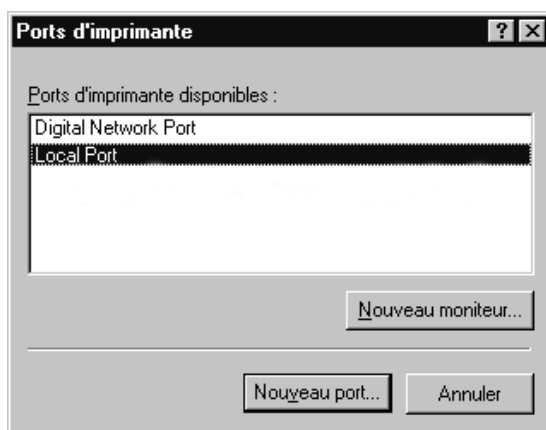 Ports d'imprimante
Ports d'imprimante disponibles :
Digital Network Port
Local Port
Nouveau moniteur...
Nouveau port...
Annuler